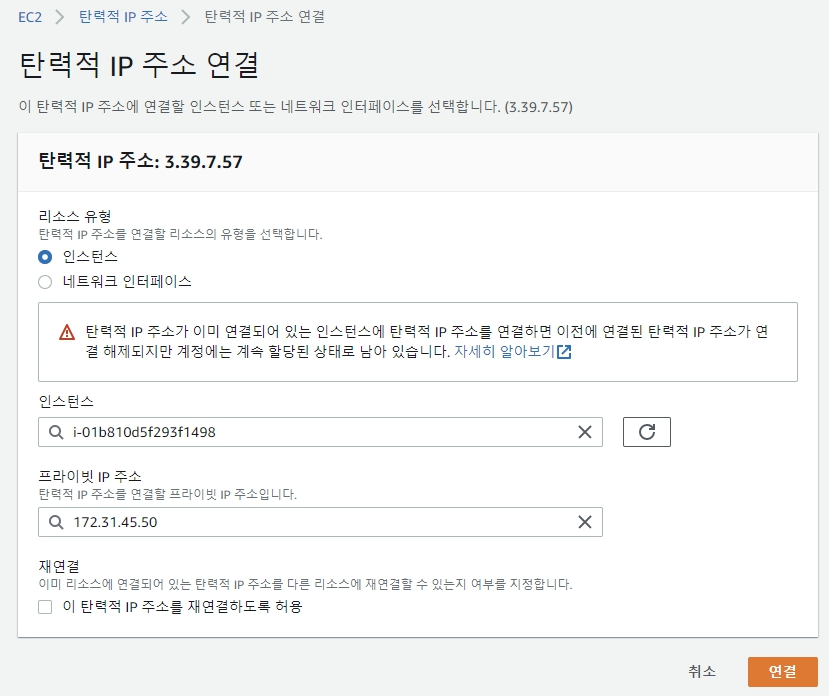 EC2 > 탄력적 IP 주소 > 탄력적 IP 주소 연결
탄력적 IP 주소 연결
이 탄력적 IP 주소에 연결할 인스턴스 또는 네트워크 인터페이스를 선택합니다. (3.39.7.57)
탄력적 IP 주소: 3.39.7.57
리소스 유형
탄력적 IP 주소를 연결할 리소스의 유형을 선택합니다.
인스턴스
네트워크 인터페이스
탄력적 IP 주소가 이미 연결되어 있는 인스턴스에 탄력적 IP 주소를 연결하면 이전에 연결된 탄력적 IP 주소가 연
결 해제되지만 계정에는 계속 할당된 상태로 남아 있습니다. 자세히 알아보기
인스턴스
i-01b810d5f293f1498
프라이빗 IP 주소
탄력적 IP 주소를 연결할 프라이빗 IP 주소입니다.
172.31.45.50
재연결
이미 리소스에 연결되어 있는 탄력적 IP 주소를 다른 리소스에 재연결할 수 있는지 여부를 지정합니다.
이 탄력적 IP 주소를 재연결하도록 허용
취소 연결